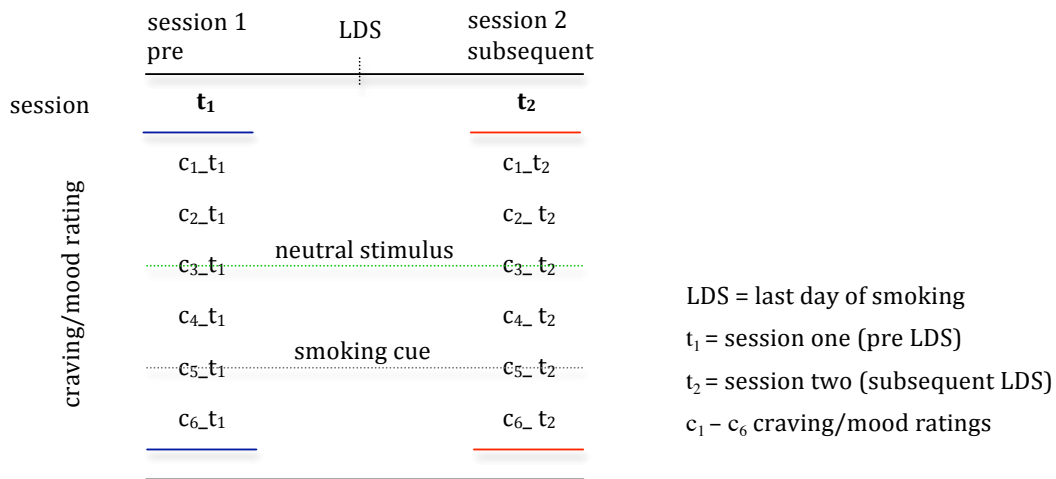 session 1 LDS session 2
pre subsequent
session t₁ t₂
craving/mood rating
c₁_t₁ c₁_t₂
c₂_t₁ c₂_ t₂
neutral stimulus
c₃_t₁ c₃_ t₂
c₄_t₁ c₄_ t₂
smoking cue
c₅_t₁ c₅_ t₂
c₆_t₁ c₆_ t₂
LDS = last day of smoking
t₁ = session one (pre LDS)
t₂ = session two (subsequent LDS)
c₁ – c₆ craving/mood ratings